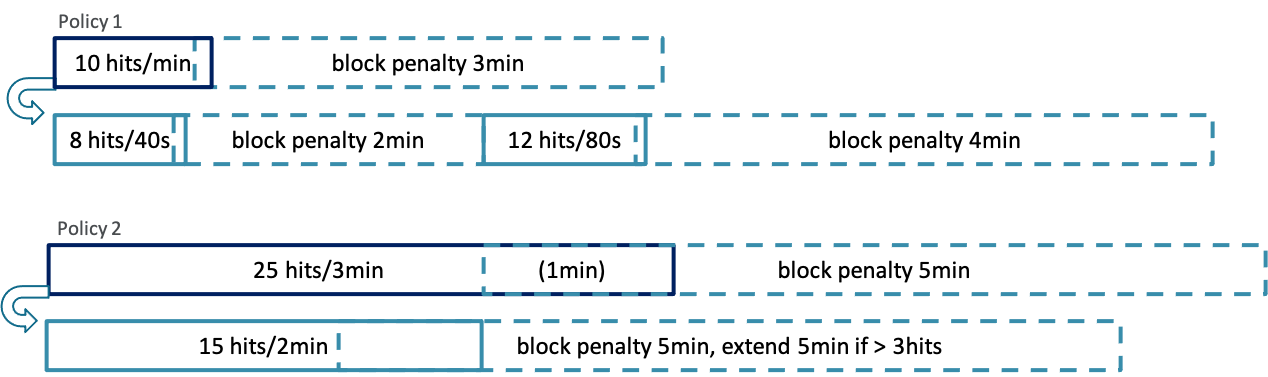 Policy 1
10 hits/min block penalty 3min
8 hits/40s block penalty 2min 12 hits/80s block penalty 4min
Policy 2
25 hits/3min (1min) block penalty 5min
15 hits/2min block penalty 5min, extend 5min if > 3hits